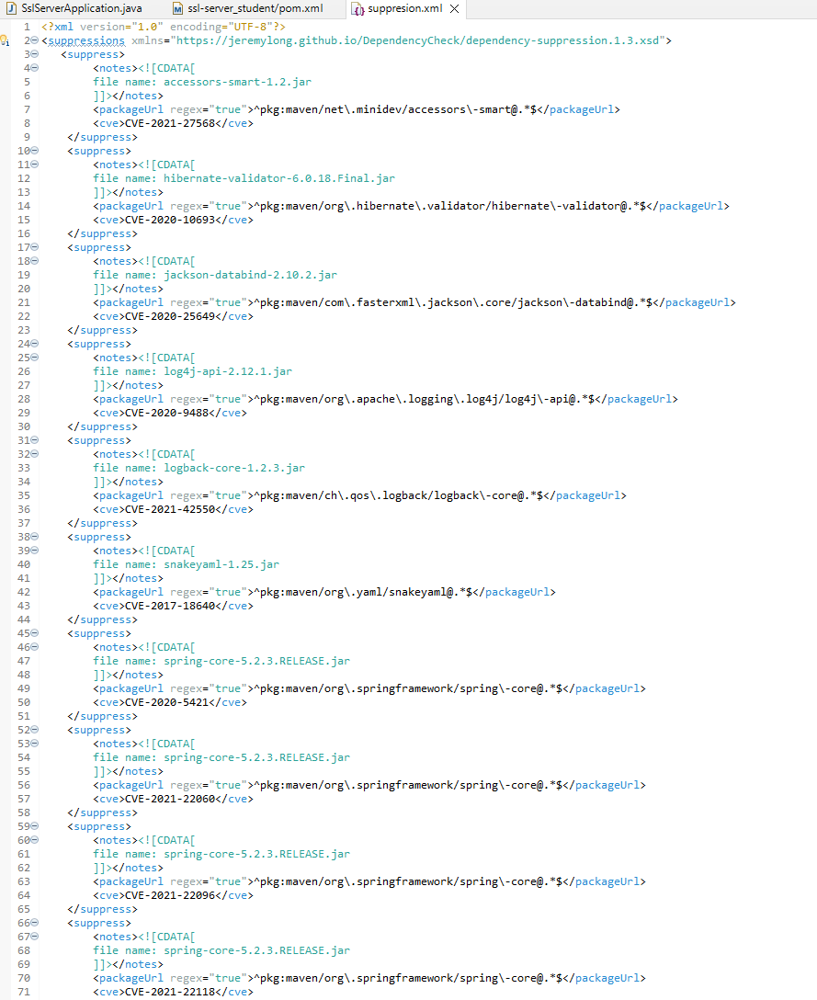 SslServerApplication.java ssl-server_student/pom.xml suppresion.xml
1 <?xml version="1.0" encoding="UTF-8"?>
2 <suppressions xmlns="https://jeremylong.github.io/DependencyCheck/dependency-suppression.1.3.xsd">
3 <suppress>
4 <notes><![CDATA[
5 file name: accessors-smart-1.2.jar
6 ]]></notes>
7 <packageUrl regex="true">^pkg:maven/net\.minidev/accessors\-smart@.*$</packageUrl>
8 <cve>CVE-2021-27568</cve>
9 </suppress>
10 <suppress>
11 <notes><![CDATA[
12 file name: hibernate-validator-6.0.18.Final.jar
13 ]]></notes>
14 <packageUrl regex="true">^pkg:maven/org\.hibernate\.validator/hibernate\-validator@.*$</packageUrl>
15 <cve>CVE-2020-10693</cve>
16 </suppress>
17 <suppress>
18 <notes><![CDATA[
19 file name: jackson-databind-2.10.2.jar
20 ]]></notes>
21 <packageUrl regex="true">^pkg:maven/com\.fasterxml\.jackson\.core/jackson\-databind@.*$</packageUrl>
22 <cve>CVE-2020-25649</cve>
23 </suppress>
24 <suppress>
25 <notes><![CDATA[
26 file name: log4j-api-2.12.1.jar
27 ]]></notes>
28 <packageUrl regex="true">^pkg:maven/org\.apache\.logging\.log4j/log4j\-api@.*$</packageUrl>
29 <cve>CVE-2020-9488</cve>
30 </suppress>
31 <suppress>
32 <notes><![CDATA[
33 file name: logback-core-1.2.3.jar
34 ]]></notes>
35 <packageUrl regex="true">^pkg:maven/ch\.qos\.logback/logback\-core@.*$</packageUrl>
36 <cve>CVE-2021-42550</cve>
37 </suppress>
38 <suppress>
39 <notes><![CDATA[
40 file name: snakeyaml-1.25.jar
41 ]]></notes>
42 <packageUrl regex="true">^pkg:maven/org\.yaml/snakeyaml@.*$</packageUrl>
43 <cve>CVE-2017-18640</cve>
44 </suppress>
45 <suppress>
46 <notes><![CDATA[
47 file name: spring-core-5.2.3.RELEASE.jar
48 ]]></notes>
49 <packageUrl regex="true">^pkg:maven/org\.springframework/spring\-core@.*$</packageUrl>
50 <cve>CVE-2020-5421</cve>
51 </suppress>
52 <suppress>
53 <notes><![CDATA[
54 file name: spring-core-5.2.3.RELEASE.jar
55 ]]></notes>
56 <packageUrl regex="true">^pkg:maven/org\.springframework/spring\-core@.*$</packageUrl>
57 <cve>CVE-2021-22060</cve>
58 </suppress>
59 <suppress>
60 <notes><![CDATA[
61 file name: spring-core-5.2.3.RELEASE.jar
62 ]]></notes>
63 <packageUrl regex="true">^pkg:maven/org\.springframework/spring\-core@.*$</packageUrl>
64 <cve>CVE-2021-22096</cve>
65 </suppress>
66 <suppress>
67 <notes><![CDATA[
68 file name: spring-core-5.2.3.RELEASE.jar
69 ]]></notes>
70 <packageUrl regex="true">^pkg:maven/org\.springframework/spring\-core@.*$</packageUrl>
71 <cve>CVE-2021-22118</cve>